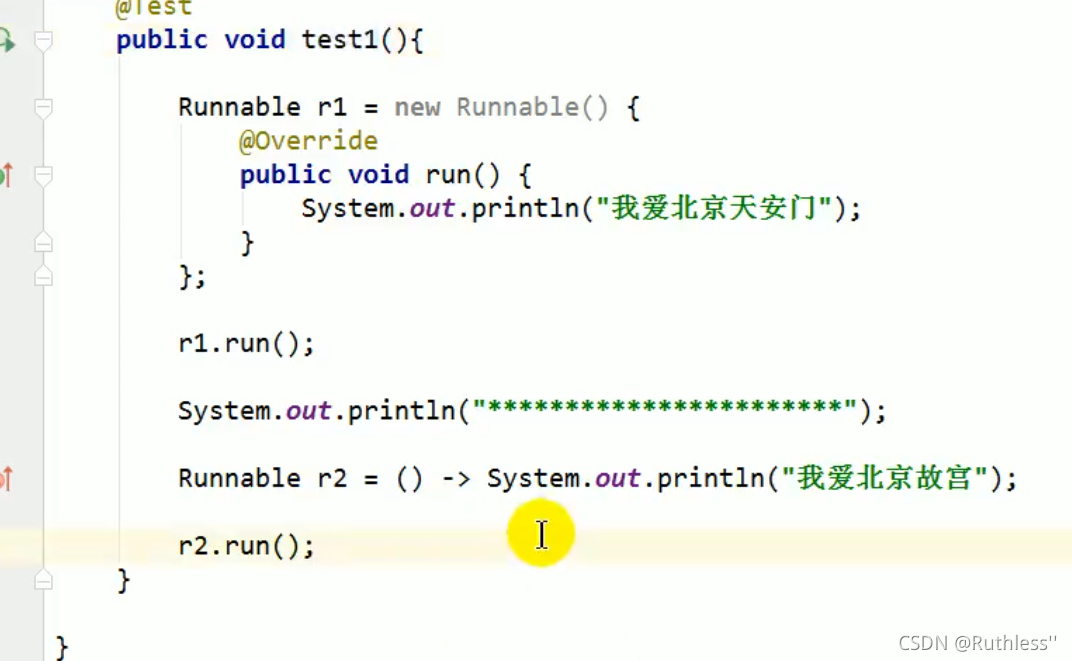 @Test
public void test1(){
Runnable r1 = new Runnable() {
@Override
public void run() {
System.out.println("我爱北京天安门");
}
};
r1.run();
System.out.println("***********************");
Runnable r2 = () -> System.out.println("我爱北京故宫");
r2.run();
}
}
CSDN @Ruthless"